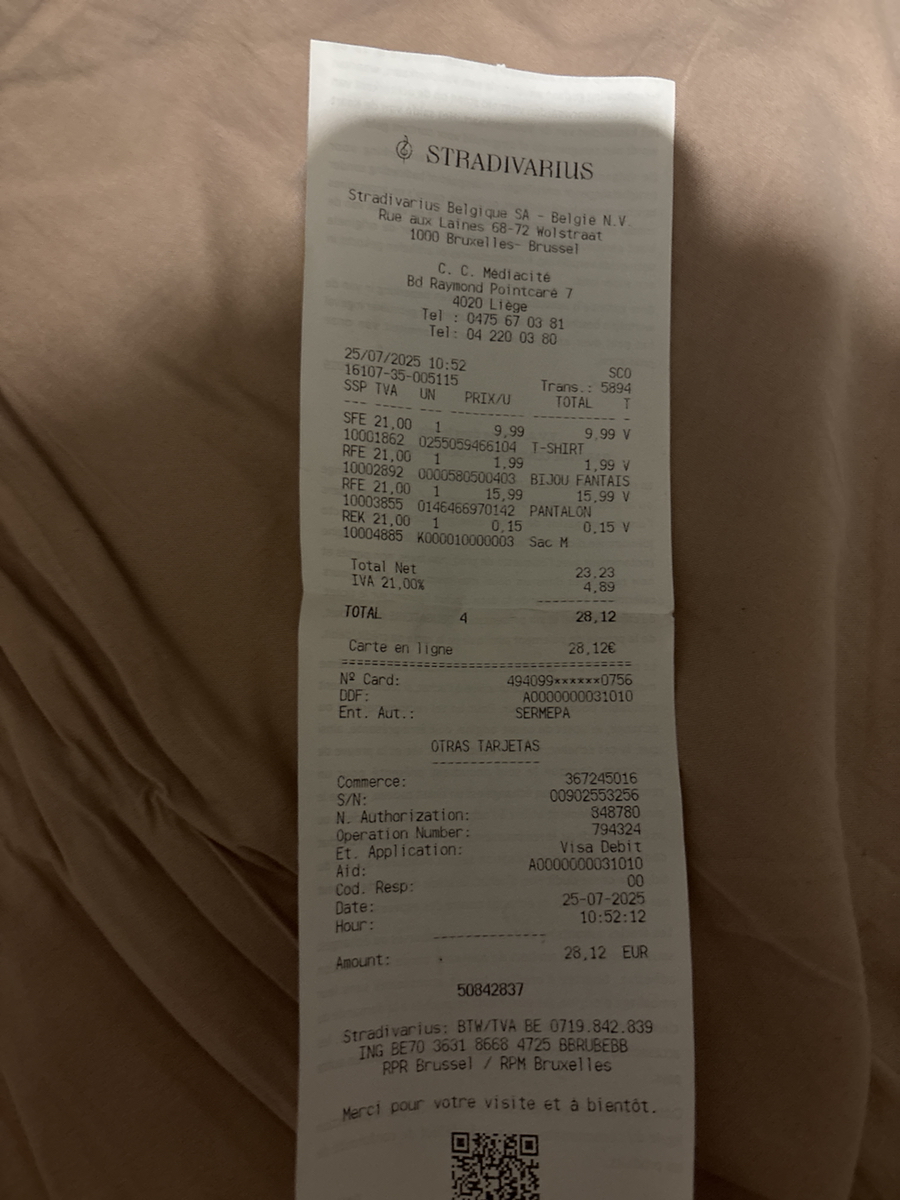 STRADIVARIUS
Stradivarius Belgique SA - Belgie N.V.
Rue aux Laines 68-72 Wolstraat
1000 Bruxelles- Brussel
C. C. Médiacité
Bd Raymond Pointcaré 7
4020 Liège
Tel : 0475 67 03 81
Tel: 04 220 03 80
25/07/2025 10:52 SCO
16107-35-005115 Trans.: 5894
SSP TVA UN PRIX/U TOTAL T
SFE 21,00 1 9,99 9,99 V
10001862 0255059466104 T-SHIRT
RFE 21,00 1 1,99 1,99 V
10002892 0000580500403 BIJOU FANTAIS
RFE 21,00 1 15,99 15,99 V
10003855 0146466970142 PANTALON
REK 21,00 1 0,15 0,15 V
10004885 K000010000003 Sac M
Total Net 23,23
IVA 21,00% 4,89
TOTAL 4 28,12
Carte en ligne 28,12€
Nº Card: 494099******0756
DDF: A0000000031010
Ent. Aut.: SERMEPA
OTRAS TARJETAS
Commerce: 367245016
S/N: 00902553256
N. Authorization: 848780
Operation Number: 794324
Et. Application: Visa Debit
Aid: A0000000031010
Cod. Resp: 00
Date: 25-07-2025
Hour: 10:52:12
Amount: 28,12 EUR
50842837
Stradivarius: BTW/TVA BE 0719.842.839
ING BE70 3631 8668 4725 BBRUBEBB
RPR Brussel / RPM Bruxelles
Merci pour votre visite et à bientôt.